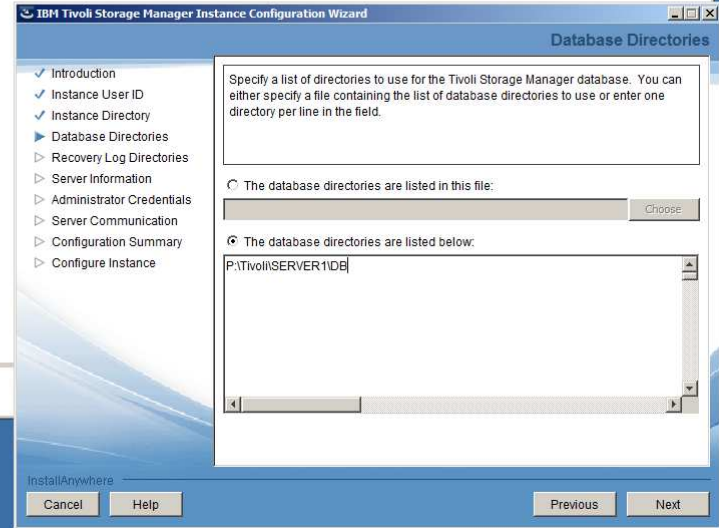 IBM Tivoli Storage Manager Instance Configuration Wizard
Database Directories
Introduction
Instance User ID
Instance Directory
Database Directories
Recovery Log Directories
Server Information
Administrator Credentials
Server Communication
Configuration Summary
Configure Instance
Specify a list of directories to use for the Tivoli Storage Manager database. You can
either specify a file containing the list of database directories to use or enter one
directory per line in the field.
The database directories are listed in this file:
Choose
The database directories are listed below:
P:\Tivoli\SERVER1\DB
InstallAnywhere
Cancel
Help
Previous
Next